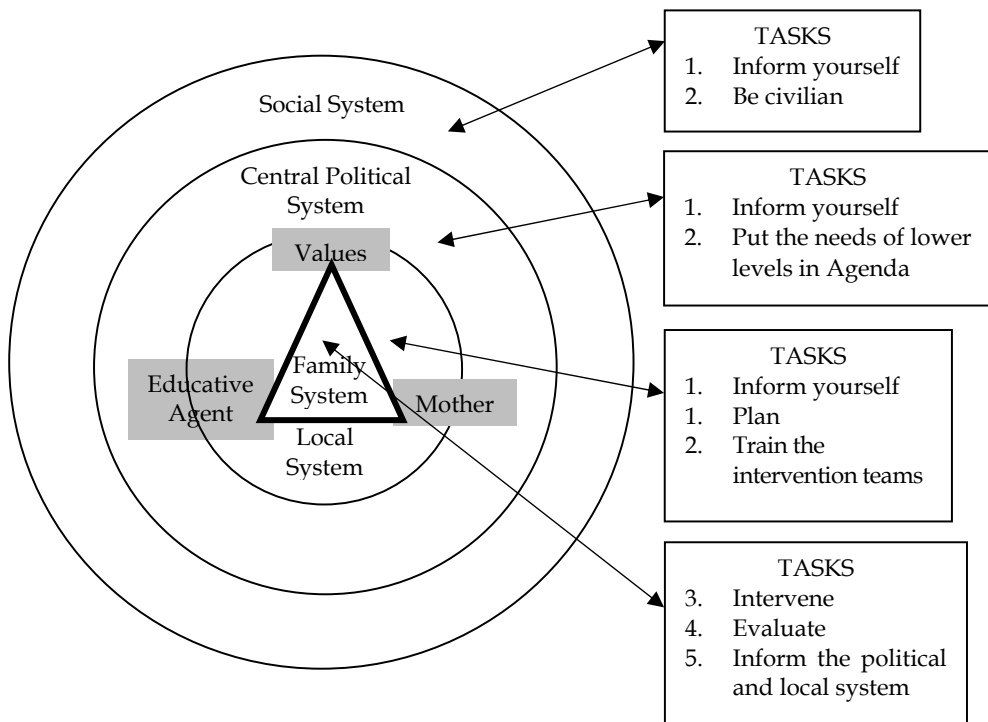 Social System
Central Political
System
Values
Family
System
Educative
Agent
Mother
Local
System
TASKS
1. Inform yourself
2. Be civilian
TASKS
1. Inform yourself
2. Put the needs of lower
levels in Agenda
TASKS
1. Inform yourself
1. Plan
2. Train the
intervention teams
TASKS
3. Intervene
4. Evaluate
5. Inform the political
and local system